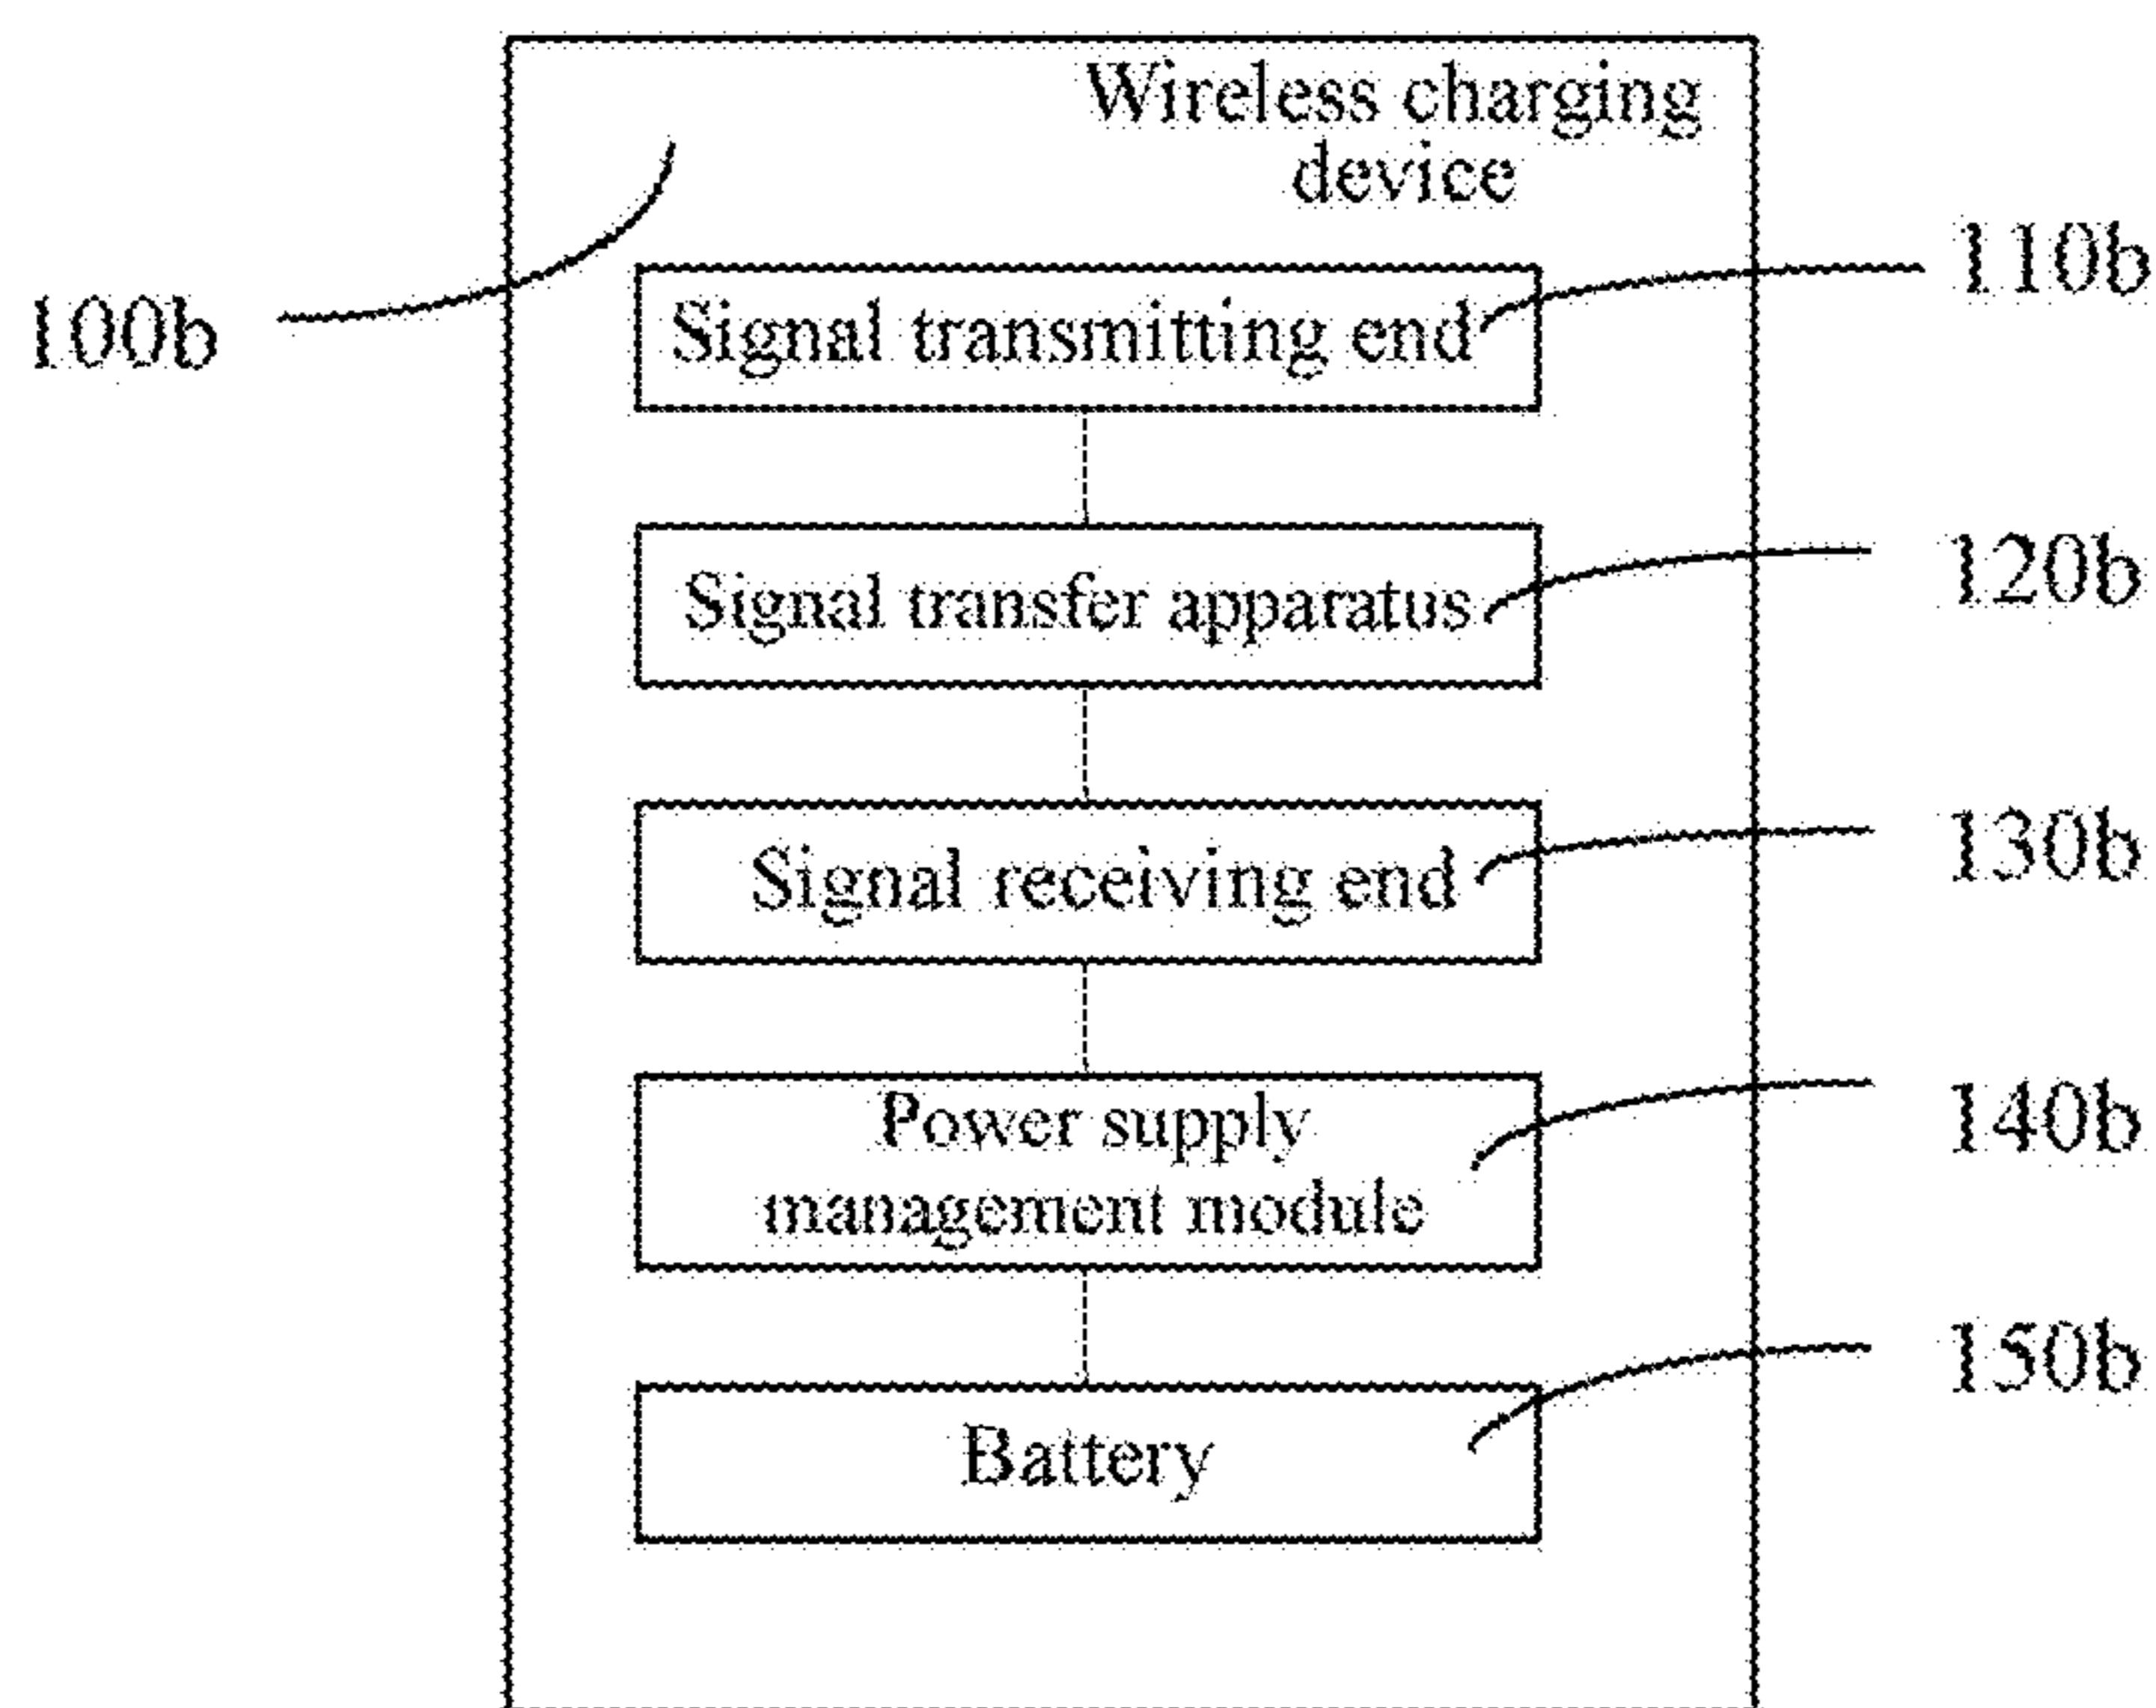 Wireless charging
device
100b
110b
Signal transmitting end
120b
Signal transfer apparatus
130b
Signal receiving end
140b
Power supply
management module
150b
Battery